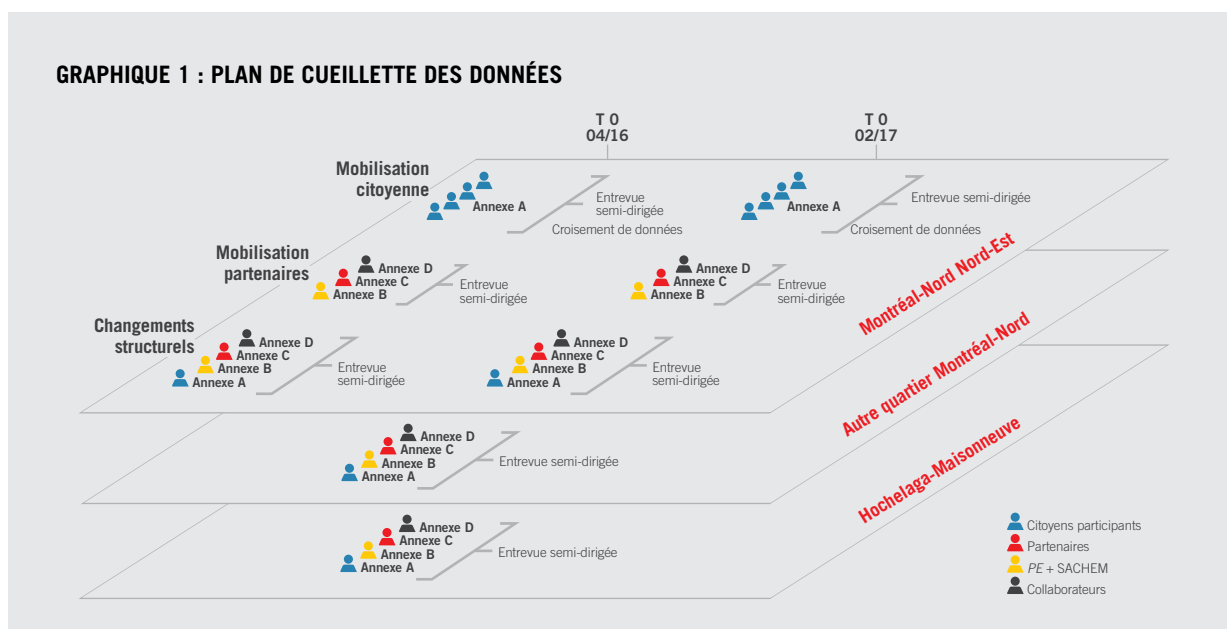 GRAPHIQUE 1 : PLAN DE CUEILLETTE DES DONNÉES
T 0
04/16
T 0
02/17
Mobilisation
citoyenne
Annexe A
Entrevue
semi-dirigée
Croisement de données
Annexe A
Entrevue semi-dirigée
Croisement de données
Mobilisation
partenaires
Annexe D
Annexe C
Annexe B
Entrevue
semi-dirigée
Annexe D
Annexe C
Annexe B
Entrevue
semi-dirigée
Changements
structurels
Annexe D
Annexe C
Annexe B
Annexe A
Entrevue
semi-dirigée
Annexe D
Annexe C
Annexe B
Annexe A
Entrevue
semi-dirigée
Montréal-Nord Nord-Est
Annexe D
Annexe C
Annexe B
Annexe A
Entrevue semi-dirigée
Autre quartier Montréal-Nord
Annexe D
Annexe C
Annexe B
Annexe A
Entrevue semi-dirigée
Hochelaga-Maisonneuve
Citoyens participants
Partenaires
PE + SACHEM
Collaborateurs